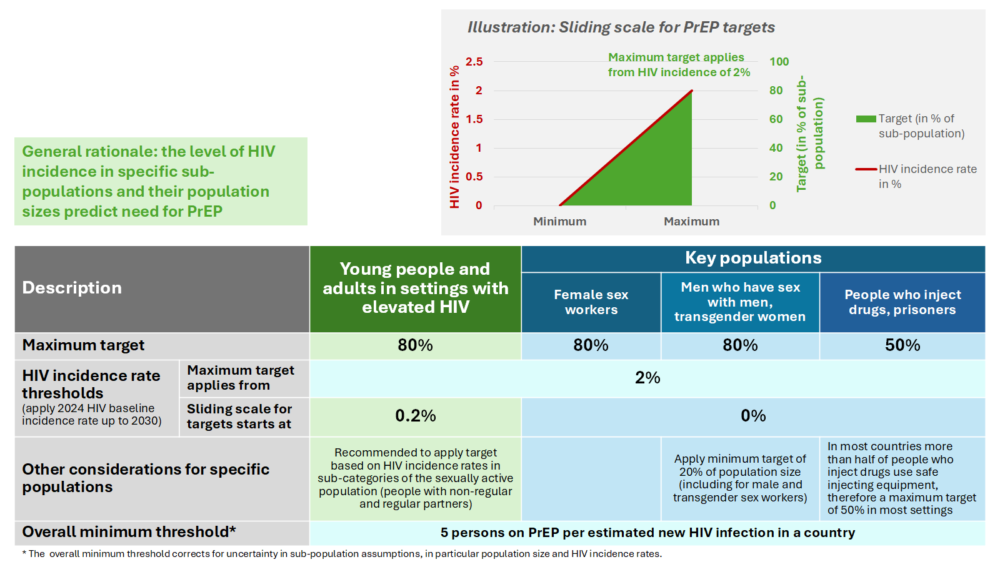 Illustration: Sliding scale for PrEP targets
Maximum target applies
from HIV incidence of 2%
HIV incidence rate in %
2.5
2
1.5
1
0.5
0
100
80
60
40
20
0
Target (in % of sub-
population)
Minimum
Maximum
Target (in % of
sub-population)
HIV incidence rate
in %
General rationale: the level of HIV
incidence in specific sub-
populations and their population
sizes predict need for PrEP
Description
Young people and
adults in settings with
elevated HIV
Key populations
Female sex
workers
Men who have sex
with men,
transgender women
People who inject
drugs, prisoners
Maximum target
80%
80%
80%
50%
HIV incidence rate
thresholds
(apply 2024 HIV baseline
incidence rate up to 2030)
Maximum target
applies from
2%
Sliding scale for
targets starts at
0.2%
0%
Other considerations for specific
populations
Recommended to apply target
based on HIV incidence rates in
sub-categories of the sexually active
population (people with non-regular
and regular partners)
Apply minimum target of
20% of population size
(including for male and
transgender sex workers)
In most countries more
than half of people who
inject drugs use safe
injecting equipment,
therefore a maximum target
of 50% in most settings
Overall minimum threshold*
5 persons on PrEP per estimated new HIV infection in a country
* The  overall minimum threshold corrects for uncertainty in sub-population assumptions, in particular population size and HIV incidence rates.